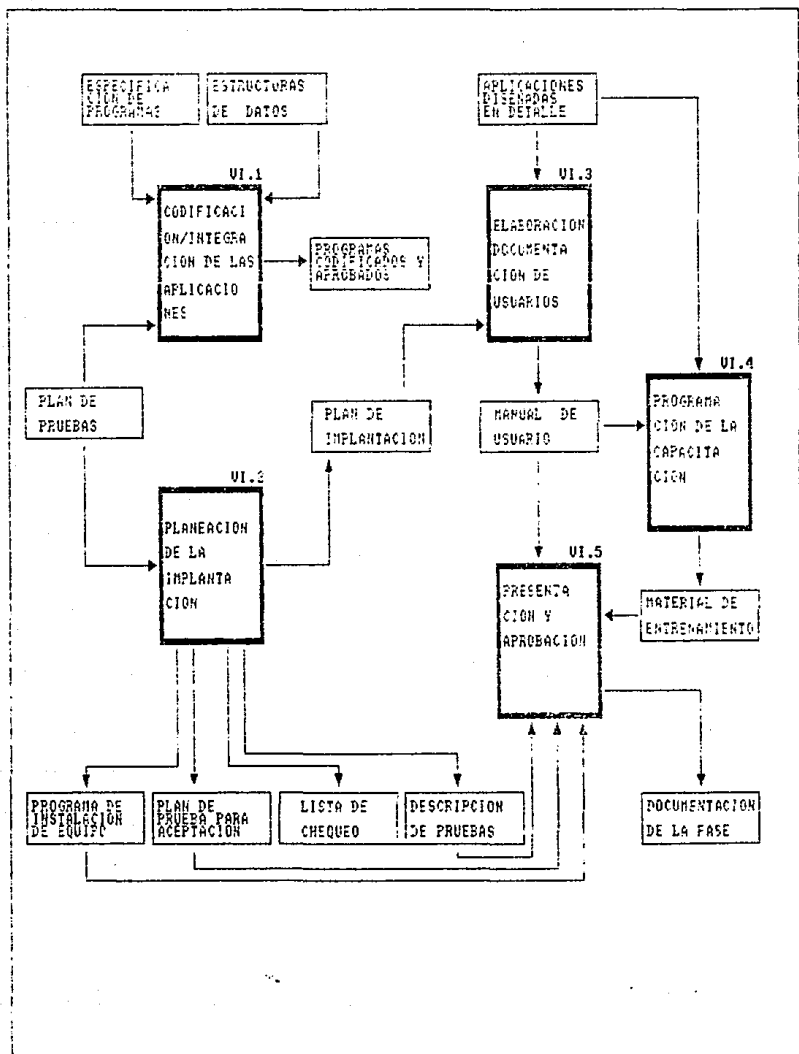 ESPECIFICA
CION DE
PROGRAMAS
ESTRUCTURAS
DE DATOS
APLICACIONES
DISENADAS
EN DETALLE
VI.1
CODIFICACI
ON/INTEGRA
CION DE LAS
APLICACIO
NES
PROGRAMAS
CODIFICADOS Y
APROBADOS
VI.3
ELABORACION
DOCUMENTA
CION DE
USUARIOS
PLAN DE
PRUEBAS
PLAN DE
IMPLANTACION
MANUAL DE
USUARIO
VI.4
PROGRAMA
CION DE LA
CAPACITA
CION
VI.2
PLANEACION
DE LA
IMPLANTA
CION
VI.5
PRESENTA
CION Y
APROBACION
MATERIAL DE
ENTRENAMIENTO
PROGRAMA DE
INSTALACION
DE EQUIPO
PLAN DE
PRUEBA PARA
ACEPTACION
LISTA DE
CHEQUEO
DESCRIPCION
DE PRUEBAS
DOCUMENTACION
DE LA FASE